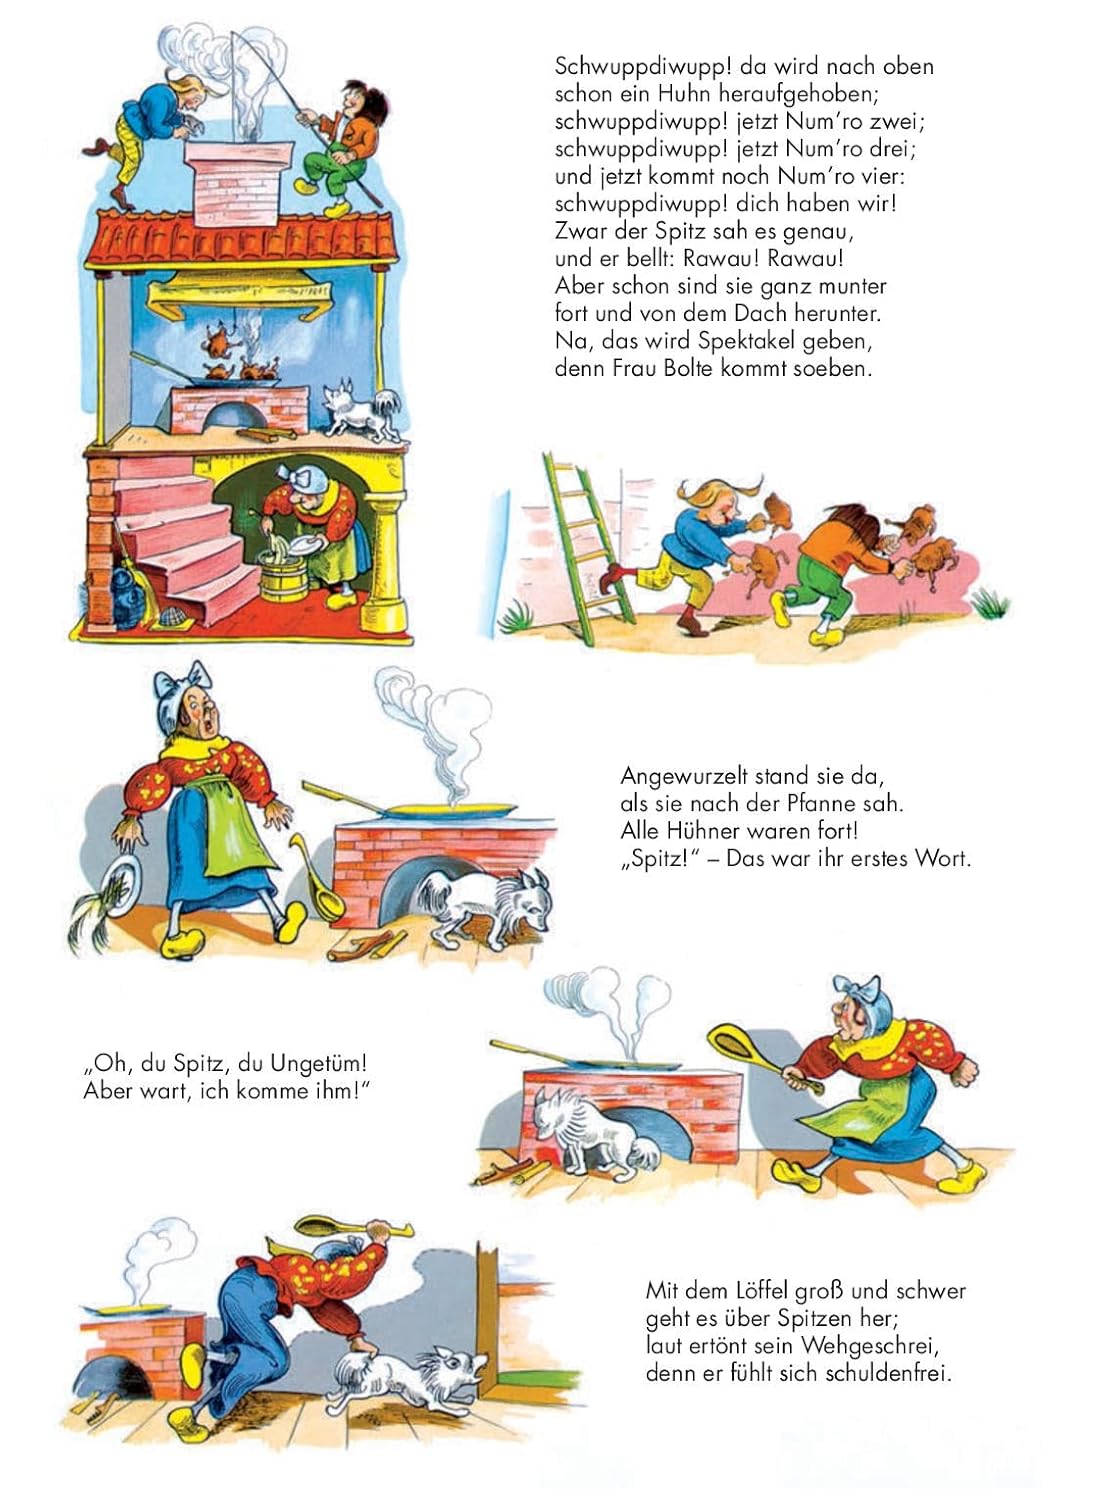 Schwuppdiwupp! da wird nach oben
schon ein Huhn heraufgehoben;
schwuppdiwupp! jetzt Num’ro zwei;
schwuppdiwupp! jetzt Num’ro drei;
und jetzt kommt noch Num’ro vier:
schwuppdiwupp! dich haben wir!
Zwar der Spitz sah es genau,
und er bellt: Rawau! Rawau!
Aber schon sind sie ganz munter
fort und von dem Dach herunter.
Na, das wird Spektakel geben,
denn Frau Bolte kommt soeben.
Angewurzelt stand sie da,
als sie nach der Pfanne sah.
Alle Hühner waren fort!
„Spitz!“ – Das war ihr erstes Wort.
„Oh, du Spitz, du Ungetüm!
Aber wart, ich komme ihm!“
Mit dem Löffel groß und schwer
geht es über Spitzen her;
laut ertönt sein Wehgeschrei,
denn er fühlt sich schuldenfrei.